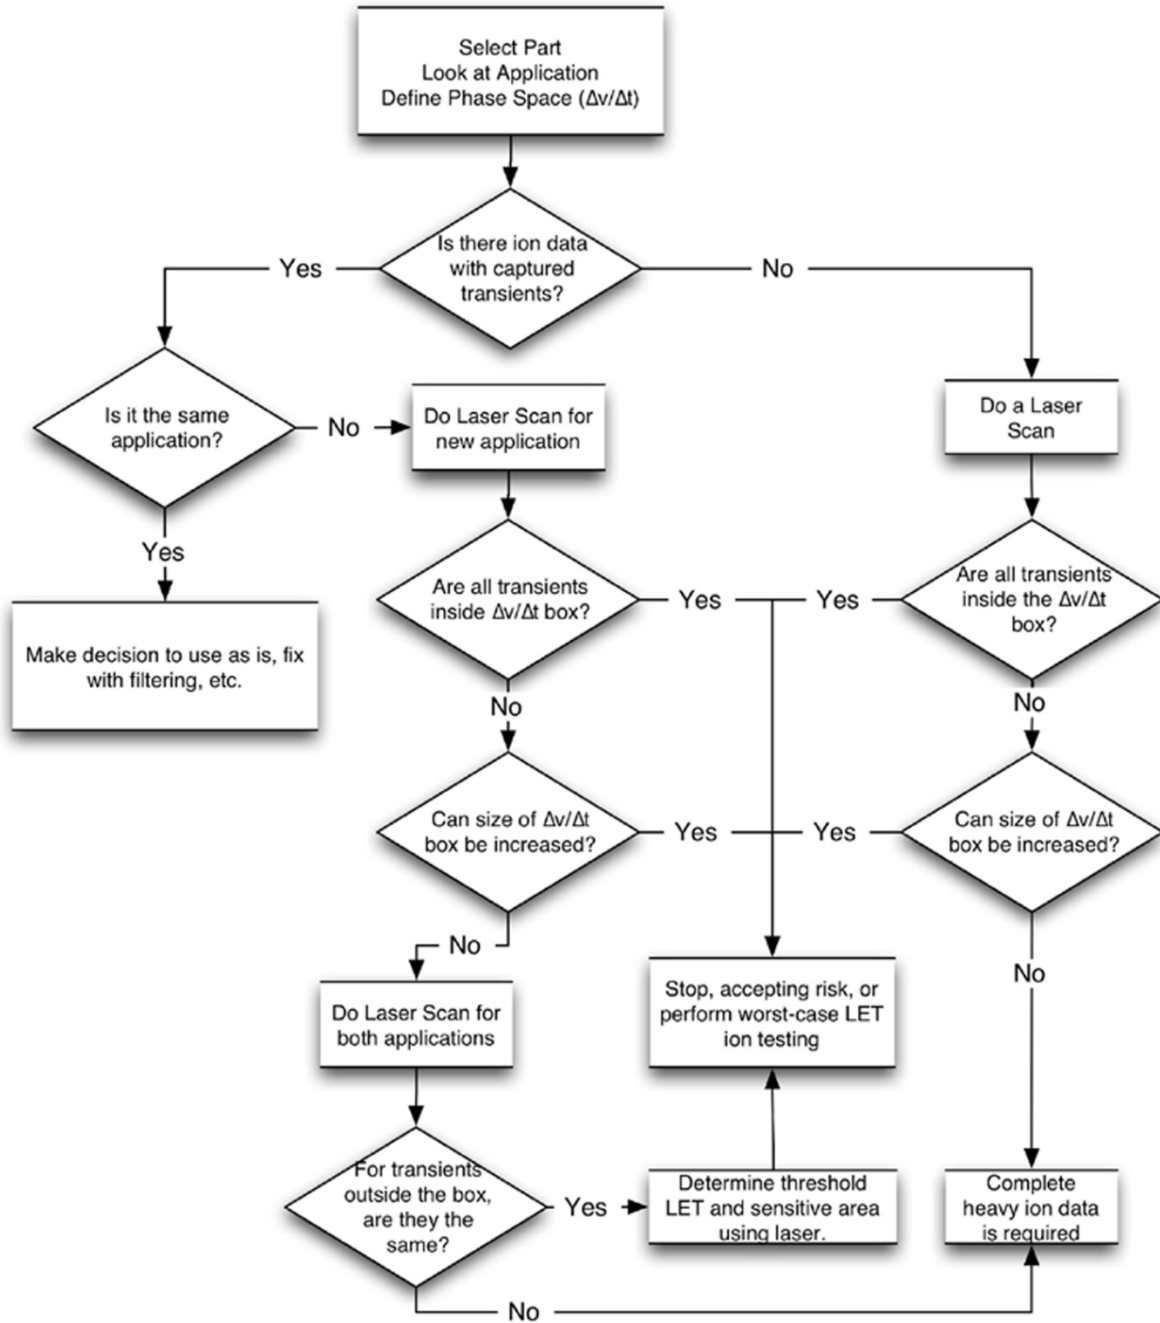 Select Part
Look at Application
Define Phase Space (Δv/Δt)
Is there ion data
with captured
transients?
Yes
No
Is it the same
application?
No
Do Laser Scan for
new application
Do a Laser
Scan
Yes
Make decision to use as is, fix
with filtering, etc.
Are all transients
inside Δv/Δt box?
Yes
Yes
Are all transients
inside the Δv/Δt
box?
No
No
Can size of Δv/Δt
box be increased?
Yes
Yes
Can size of Δv/Δt
box be increased?
No
No
Do Laser Scan for
both applications
Stop, accepting risk, or
perform worst-case LET
ion testing
For transients
outside the box,
are they the
same?
Yes
Determine threshold
LET and sensitive area
using laser.
Complete
heavy ion data
is required
No